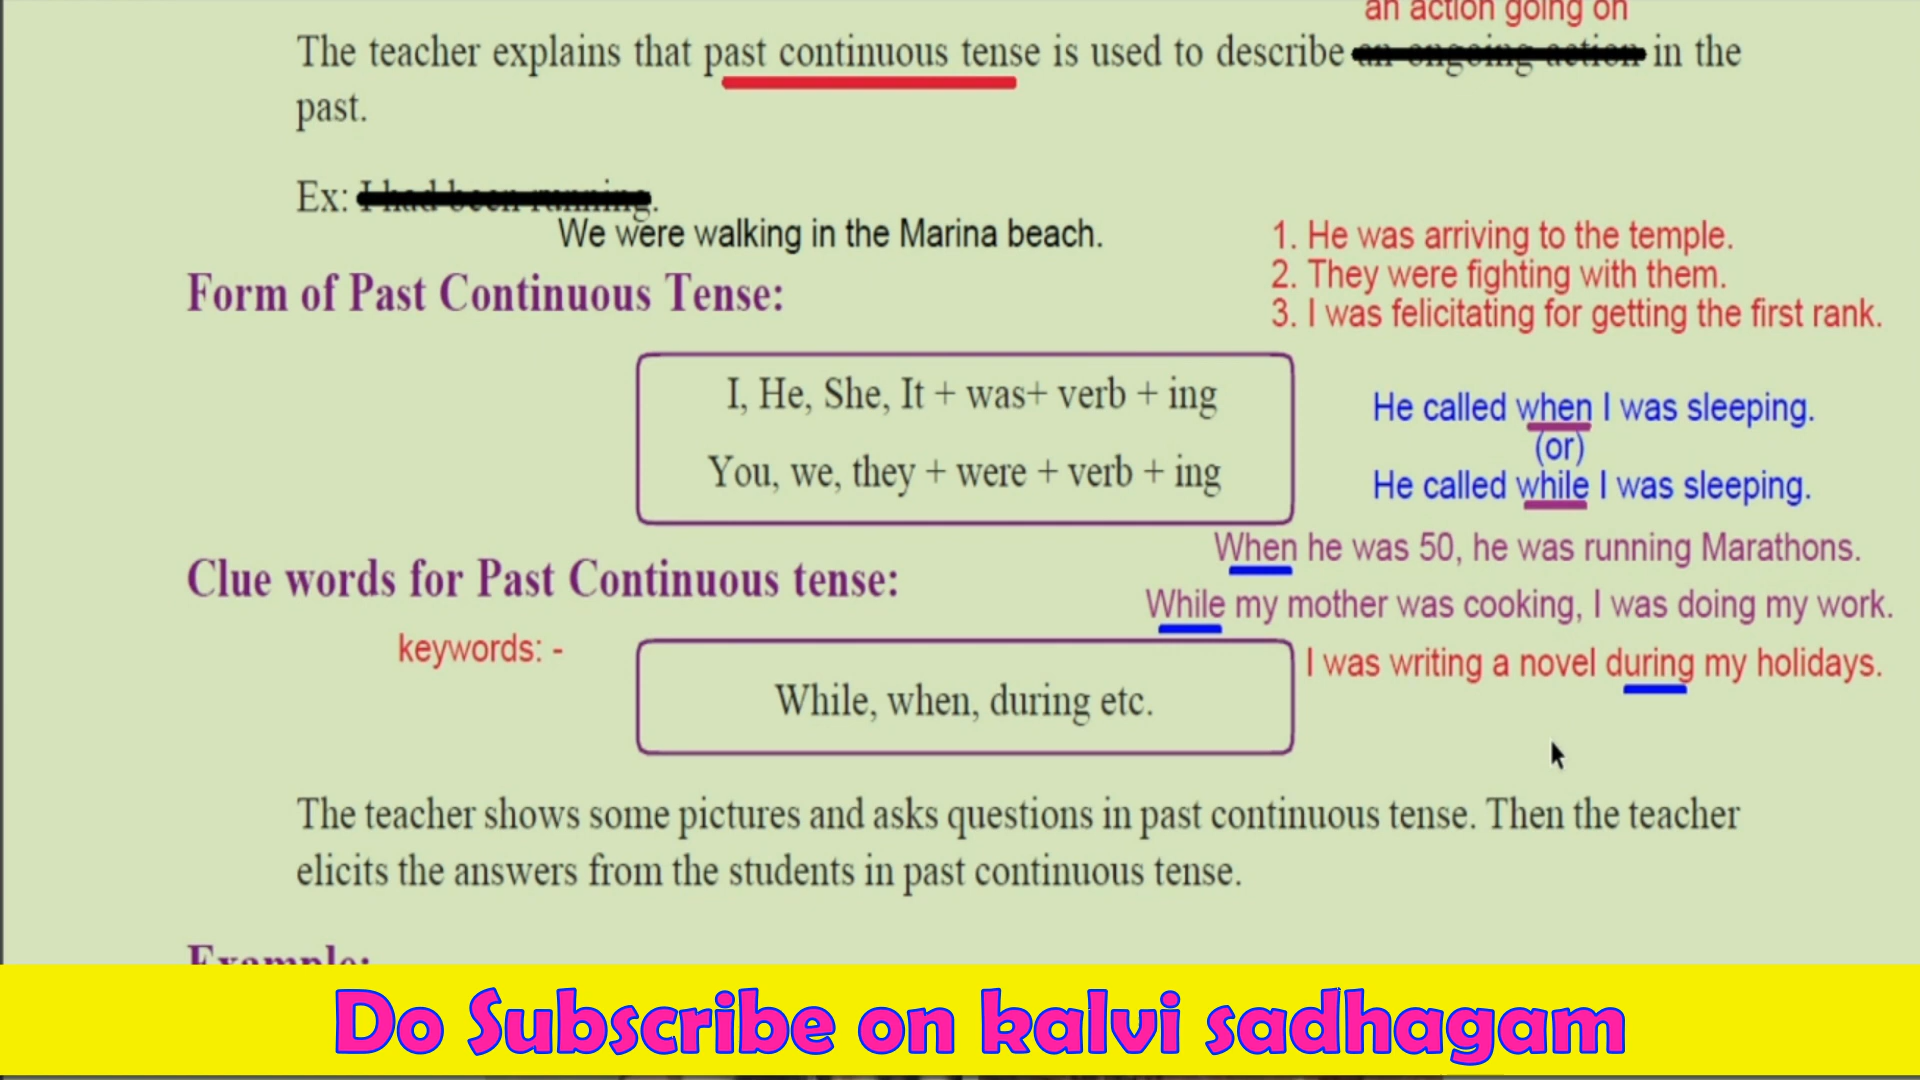 an action going on
The teacher explains that past continuous tense is used to describe an ongoing action in the
past.
Ex: I had been running.
We were walking in the Marina beach.
1. He was arriving to the temple.
2. They were fighting with them.
3. I was felicitating for getting the first rank.
Form of Past Continuous Tense:
I, He, She, It + was+ verb + ing
You, we, they + were + verb + ing
He called when I was sleeping.
(or)
He called while I was sleeping.
When he was 50, he was running Marathons.
Clue words for Past Continuous tense:
While my mother was cooking, I was doing my work.
keywords: -
I was writing a novel during my holidays.
While, when, during etc.
The teacher shows some pictures and asks questions in past continuous tense. Then the teacher
elicits the answers from the students in past continuous tense.
Example:
Do Subscribe on kalvi sadhagam